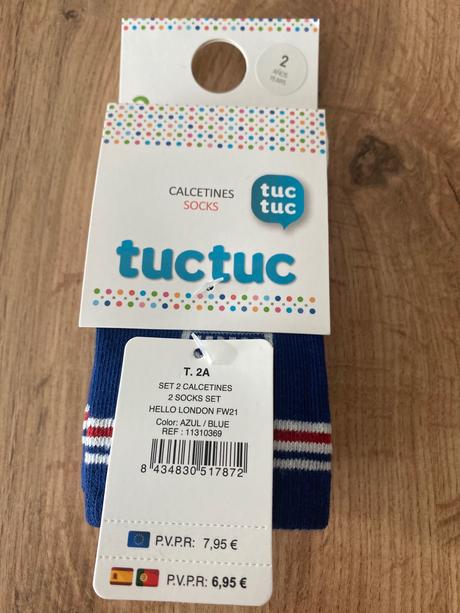 2
AÑOS
YEARS
CALCETINES
SOCKS
tuc
tuc
tuctuc
T. 2A
SET 2 CALCETINES
2 SOCKS SET
HELLO LONDON FW21
Color: AZUL / BLUE
REF : 11310369
8 434830 517872
P.V.P.R: 7,95 €
P.V.P.R: 6,95 €